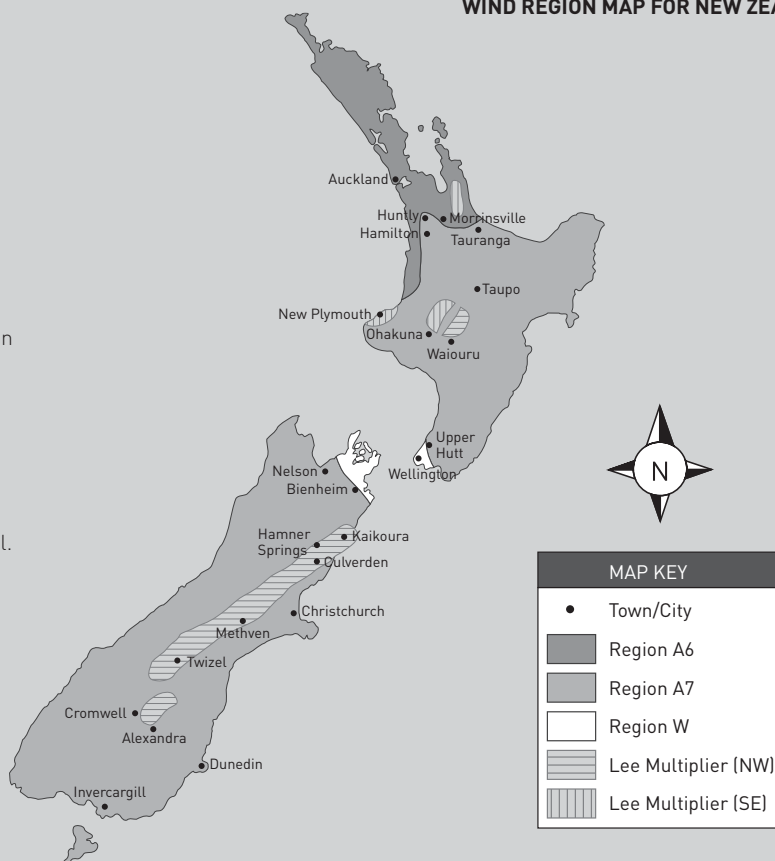 WIND REGION MAP FOR NEW ZEA
Auckland
Huntly
Morrinsville
Hamilton
Tauranga
Taupo
New Plymouth
n
Ohakuna
Waiouru
Upper
Hutt
Wellington
Nelson
Bienheim
N
l.
Hamner
Springs
Kaikoura
Culverden
Christchurch
Methven
Twizel
Cromwell
Alexandra
Dunedin
Invercargill
MAP KEY
Town/City
Region A6
Region A7
Region W
Lee Multiplier (NW)
Lee Multiplier (SE)